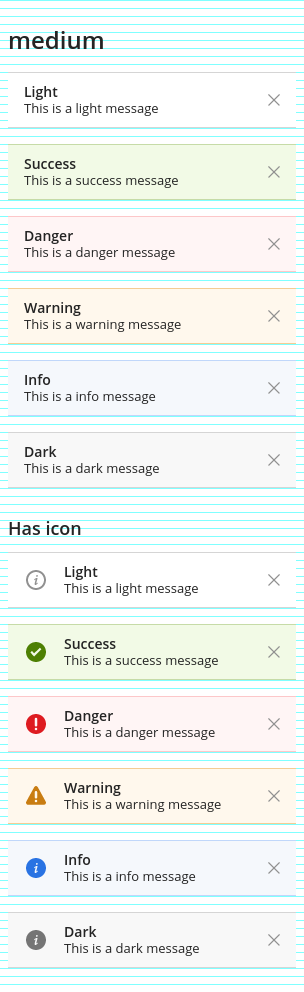 medium
Light
This is a light message
Success
This is a success message
Danger
This is a danger message
Warning
This is a warning message
Info
This is a info message
Dark
This is a dark message
Has icon
Light
This is a light message
Success
This is a success message
Danger
This is a danger message
Warning
This is a warning message
Info
This is a info message
Dark
This is a dark message